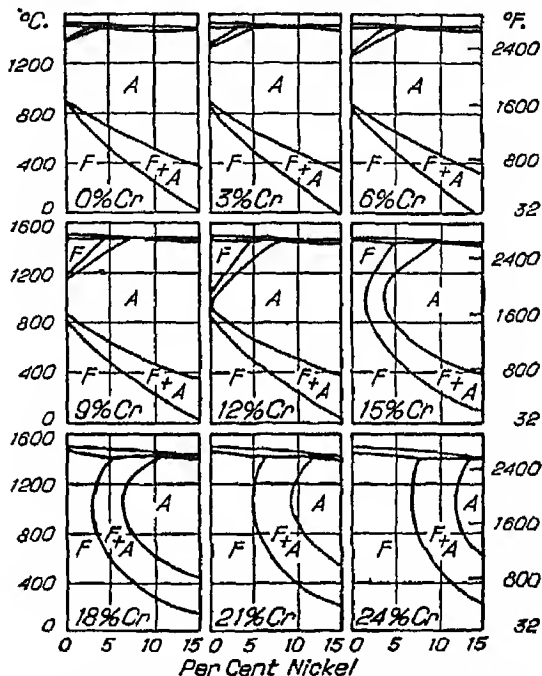 °C. °F.
1200 A A A 2400
800 1600
400 F F+A F F+A F F+A 800
0 0%Cr 3%Cr 6%Cr 32
1600
F F F 2400
1200 A A A
800 1600
400 F F+A F F+A F F+A 800
0 9%Cr 12%Cr 15%Cr 32
1600
2400
1200 A A A
800 F F+A F F+A F F+A 1600
400 800
0 18%Cr 21%Cr 24%Cr 32
0 5 10 15 0 5 10 15 0 5 10 15
Per Cent Nickel